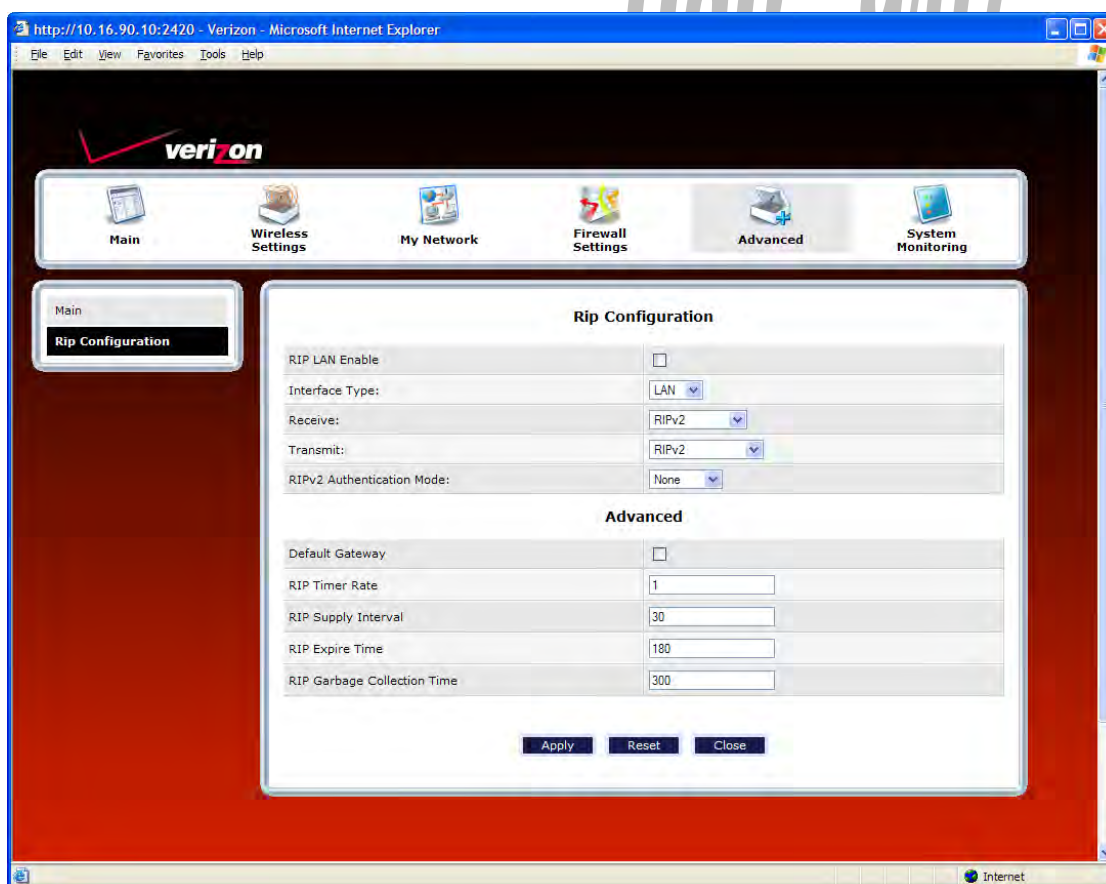 http://10.16.90.10:2420 - Verizon - Microsoft Internet Explorer
File Edit View Favorites Tools Help
verizon
Main
Wireless Settings
My Network
Firewall Settings
Advanced
System Monitoring
Main
Rip Configuration
Rip Configuration
RIP LAN Enable
Interface Type: LAN
Receive: RIPv2
Transmit: RIPv2
RIPv2 Authentication Mode: None
Advanced
Default Gateway
RIP Timer Rate 1
RIP Supply Interval 30
RIP Expire Time 180
RIP Garbage Collection Time 300
Apply Reset Close
Internet